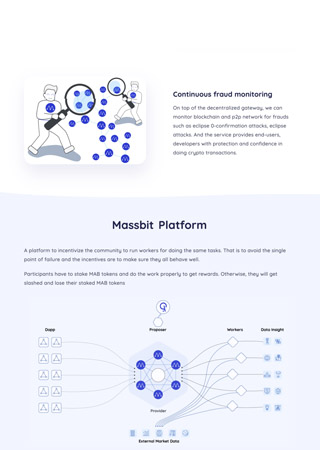 Continuous fraud monitoring
On top of the decentralized gateway, we can
monitor blockchain and p2p network for frauds
such as eclipse 0-confirmation attacks, eclipse
attacks. And the service provides end-users,
developers with protection and confidence in
doing crypto transactions.
Massbit Platform
A platform to incentivize the community to run workers for doing the same tasks. That is to avoid the single
point of failure and the incentives are to make sure they all behave well.
Participants have to stake MAB tokens and do the work properly to get rewards. Otherwise, they will get
slashed and lose their staked MAB tokens
Dapp
Proposer
Workers
Data Insight
Provider
External Market Data